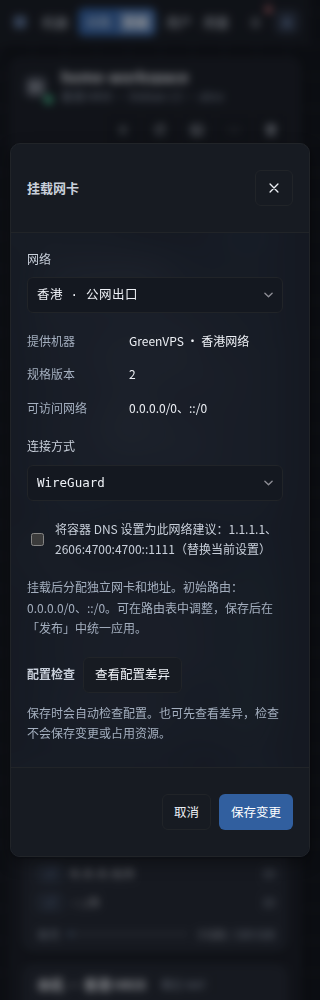 挂载网卡
网络
香港 · 公网出口
提供机器 GreenVPS · 香港网络
规格版本 2
可访问网络 0.0.0.0/0、::/0
连接方式
WireGuard
将容器 DNS 设置为此网络建议：1.1.1.1、
2606:4700:4700::1111（替换当前设置）
挂载后分配独立网卡和地址。初始路由：
0.0.0.0/0、::/0。可在路由表中调整，保存后在
「发布」中统一应用。
配置检查 查看配置差异
保存时会自动检查配置。也可先查看差异，检查
不会保存变更或占用资源。
取消 保存变更